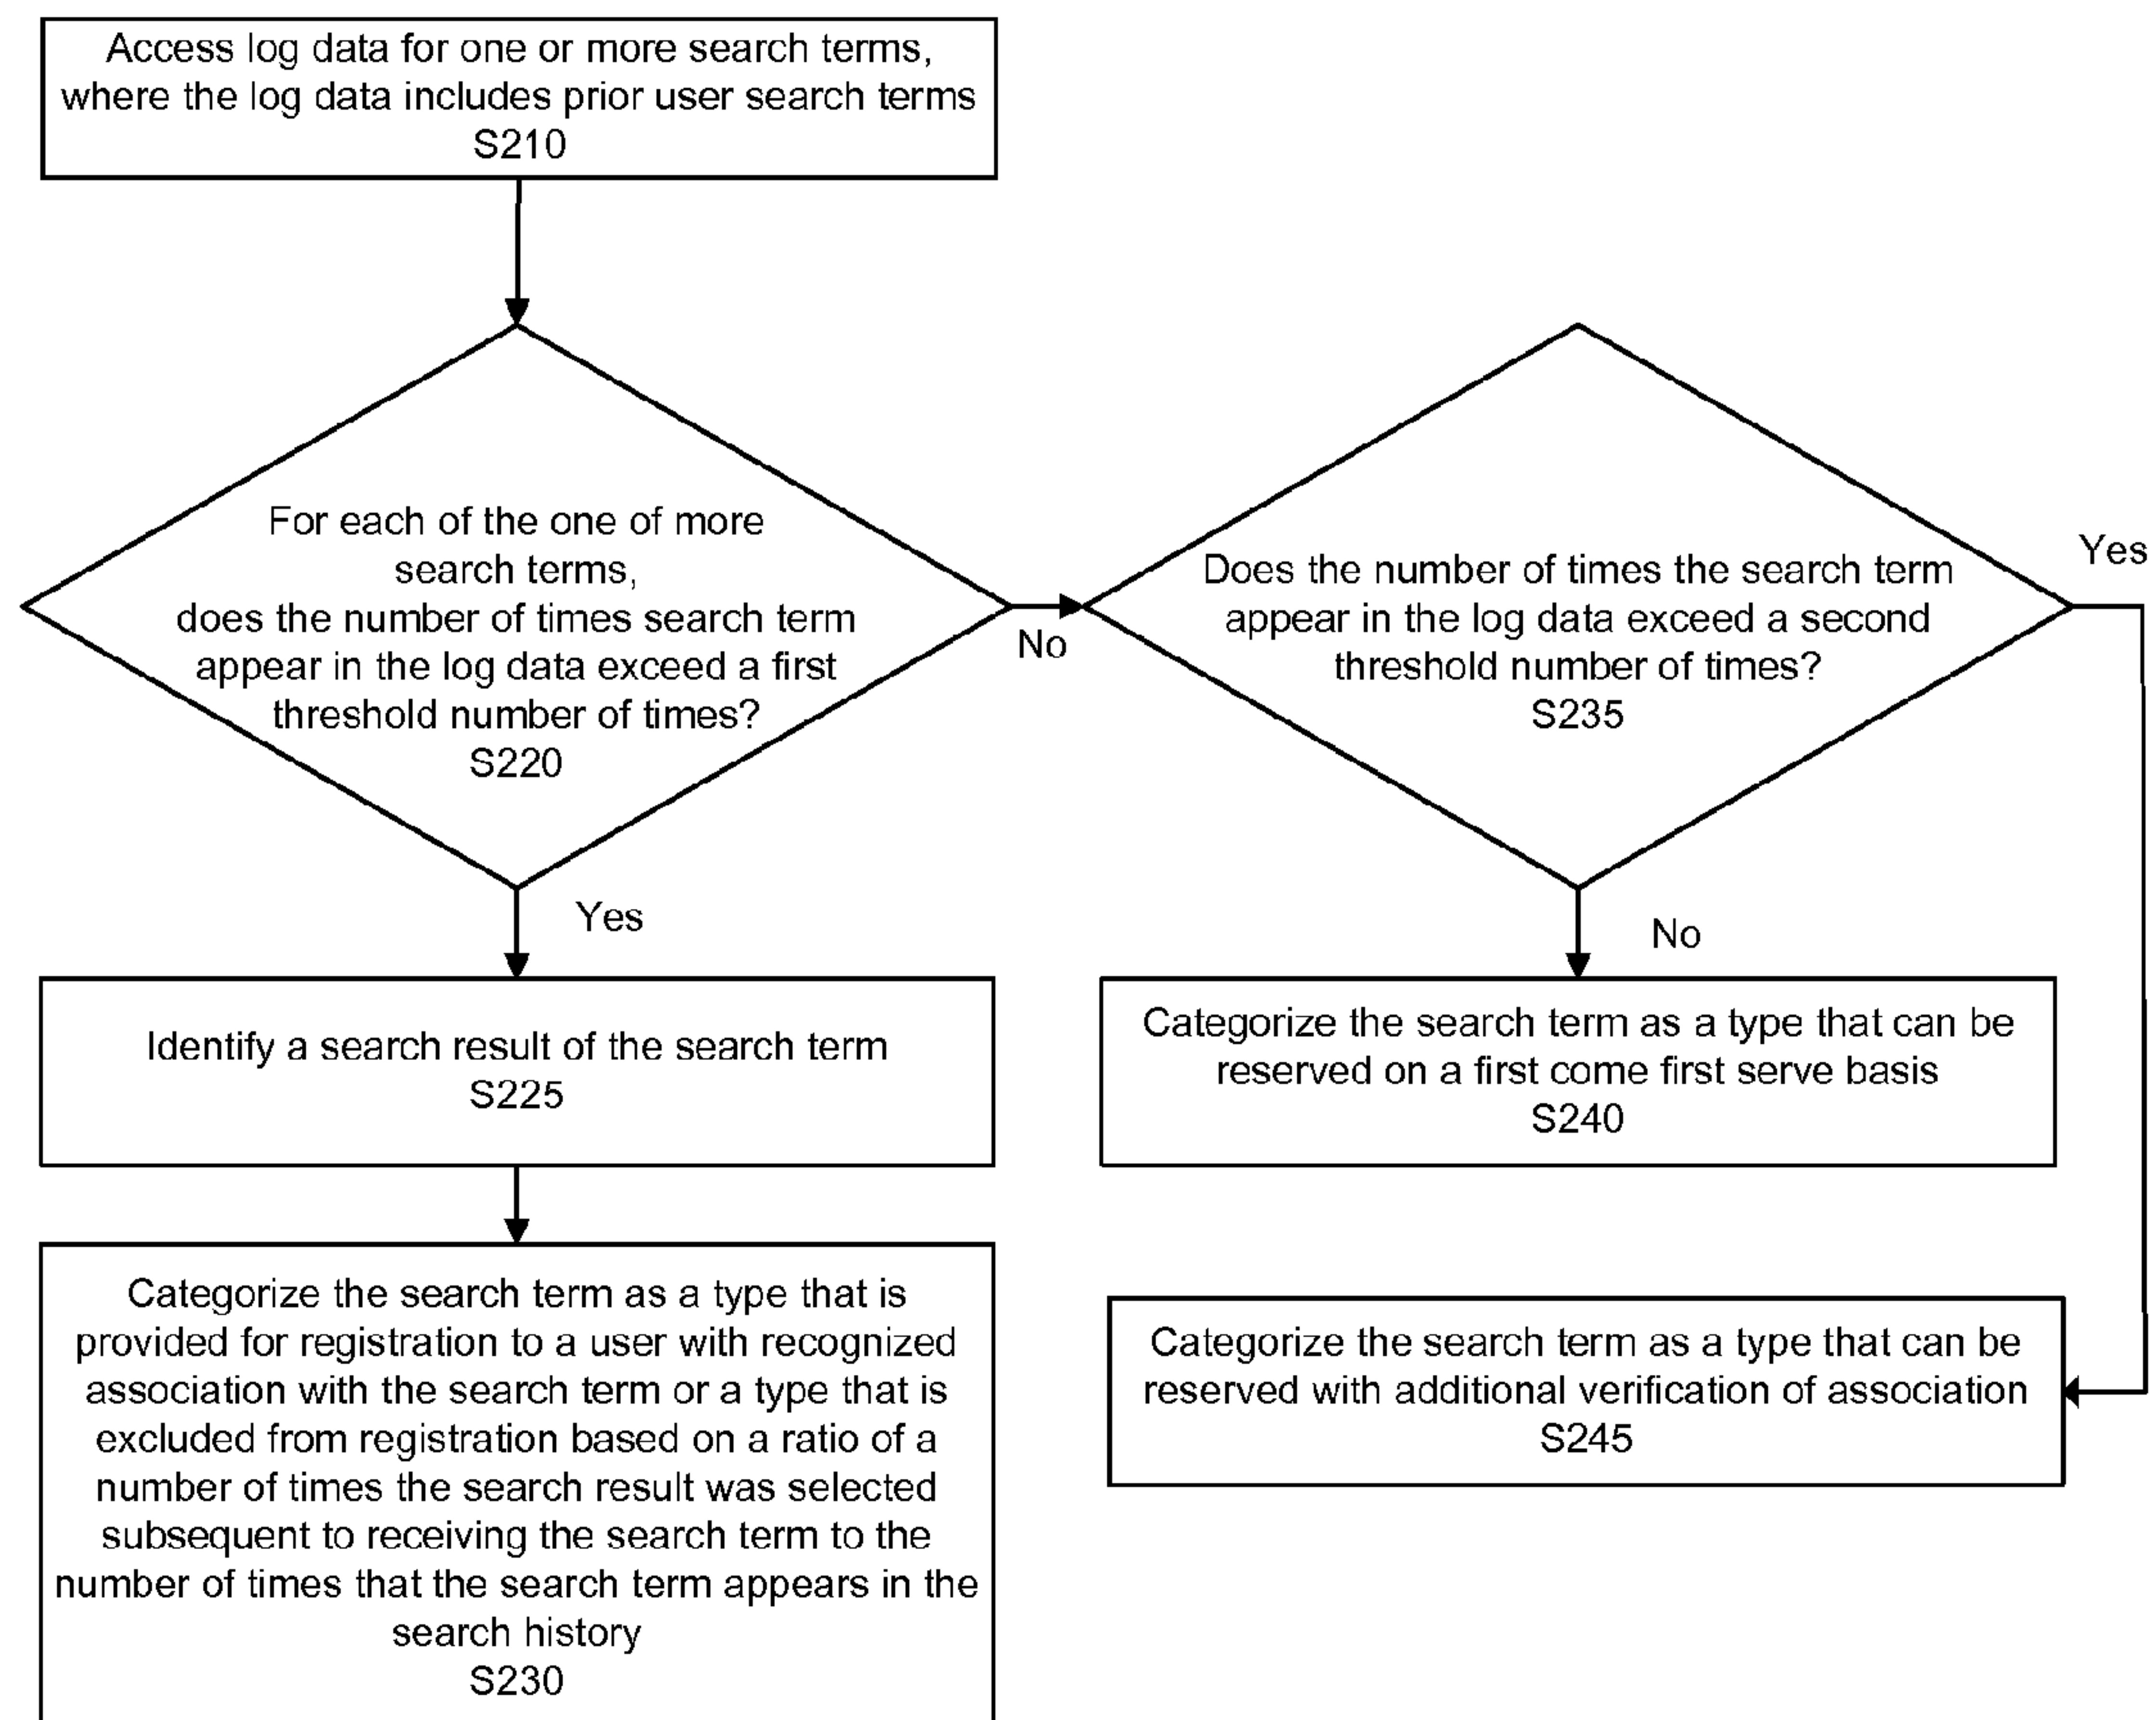 Access log data for one or more search terms,
where the log data includes prior user search terms
S210
For each of the one of more
search terms,
does the number of times search term
appear in the log data exceed a first
threshold number of times?
S220
No
Does the number of times the search term
appear in the log data exceed a second
threshold number of times?
S235
Yes
Yes
No
Identify a search result of the search term
S225
Categorize the search term as a type that can be
reserved on a first come first serve basis
S240
Categorize the search term as a type that is
provided for registration to a user with recognized
association with the search term or a type that is
excluded from registration based on a ratio of a
number of times the search result was selected
subsequent to receiving the search term to the
number of times that the search term appears in the
search history
S230
Categorize the search term as a type that can be
reserved with additional verification of association
S245